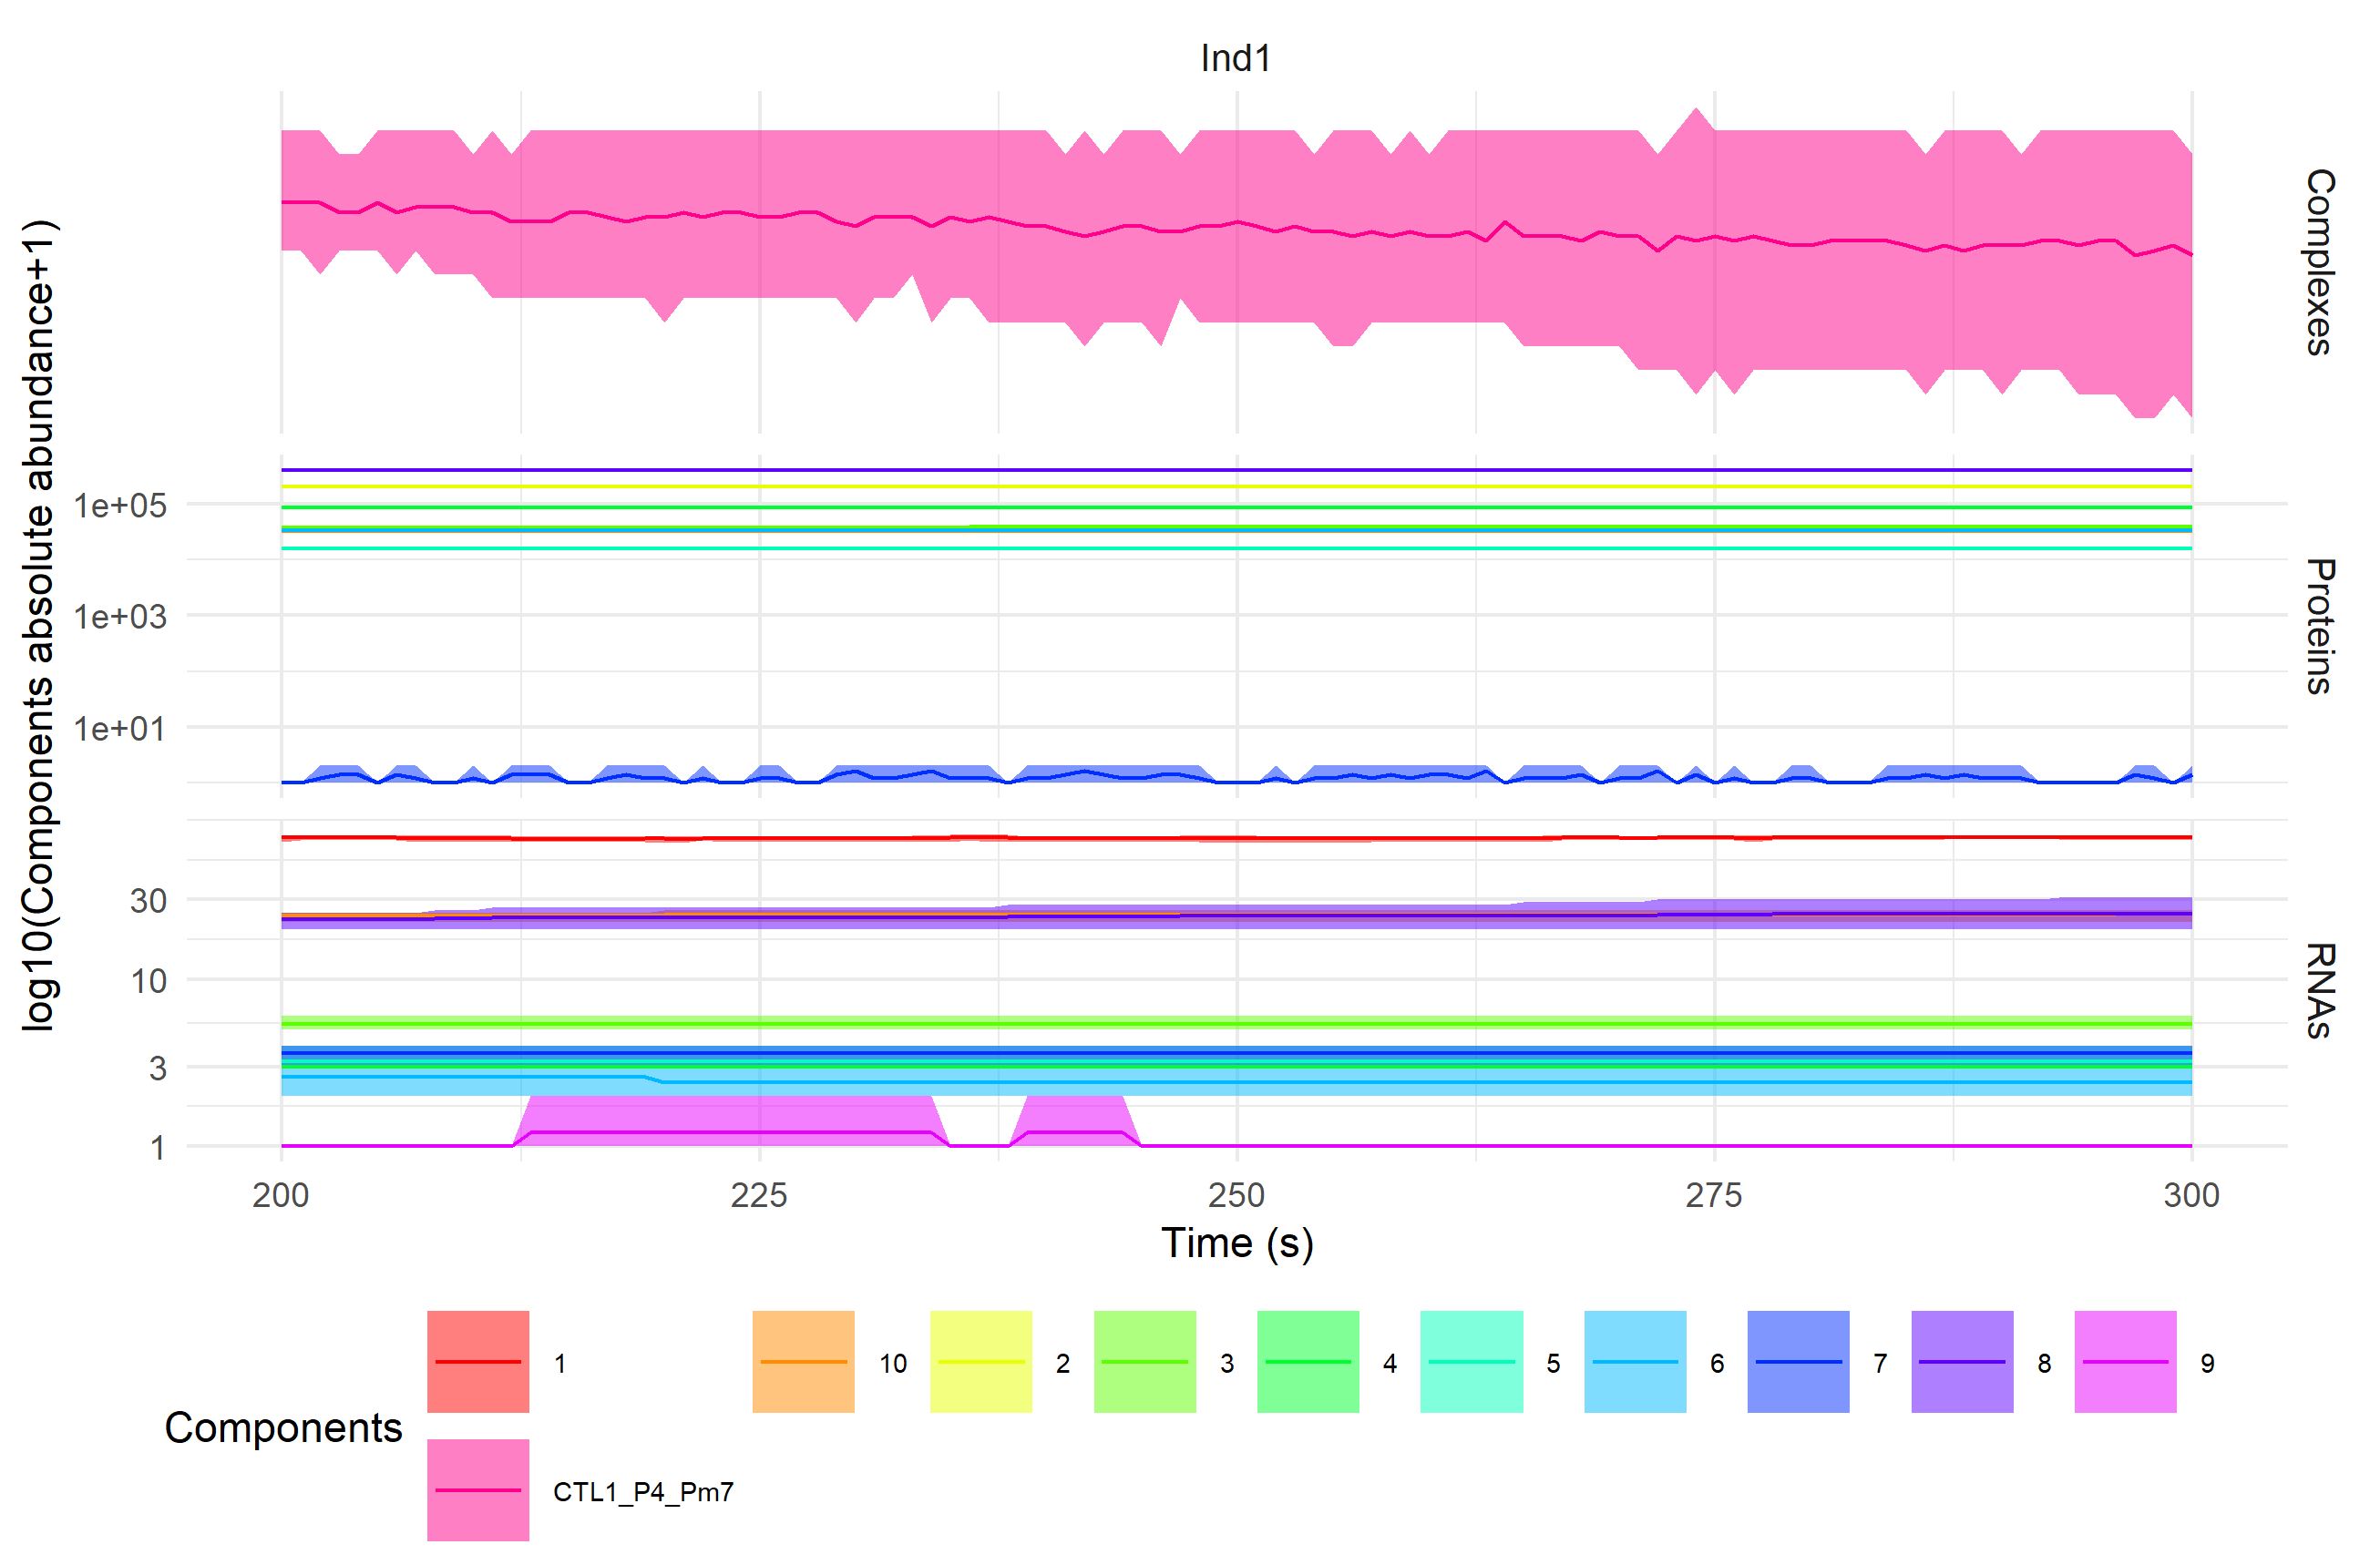 Ind1
log10(Components absolute abundance+1)
Complexes
1e+05
1e+03
1e+01
Proteins
30
10
3
1
RNAs
200 225 250 275 300
Time (s)
Components
1 10 2 3 4 5 6 7 8 9
CTL1_P4_Pm7